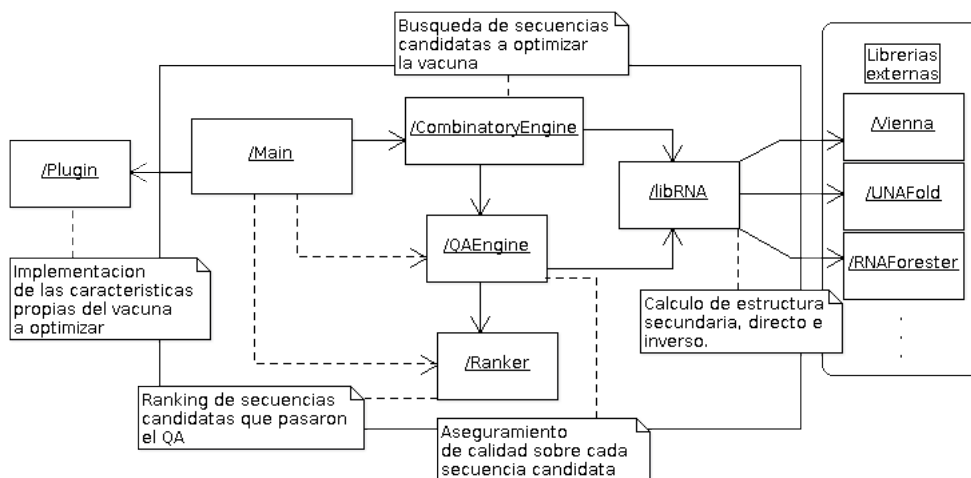 Busqueda de secuencias
candidatas a optimizar
la vacuna
Librerias
externas
/Plugin
/Main
/CombinatoryEngine
/libRNA
/Vienna
/UNAFold
/RNAForester
/QAEngine
/Ranker
Implementacion
de las caracteristicas
propias del vacuna
a optimizar
Calculo de estructura
secundaria, directo e
inverso.
Ranking de secuencias
candidatas que pasaron
el QA
Aseguramiento
de calidad sobre cada
secuencia candidata